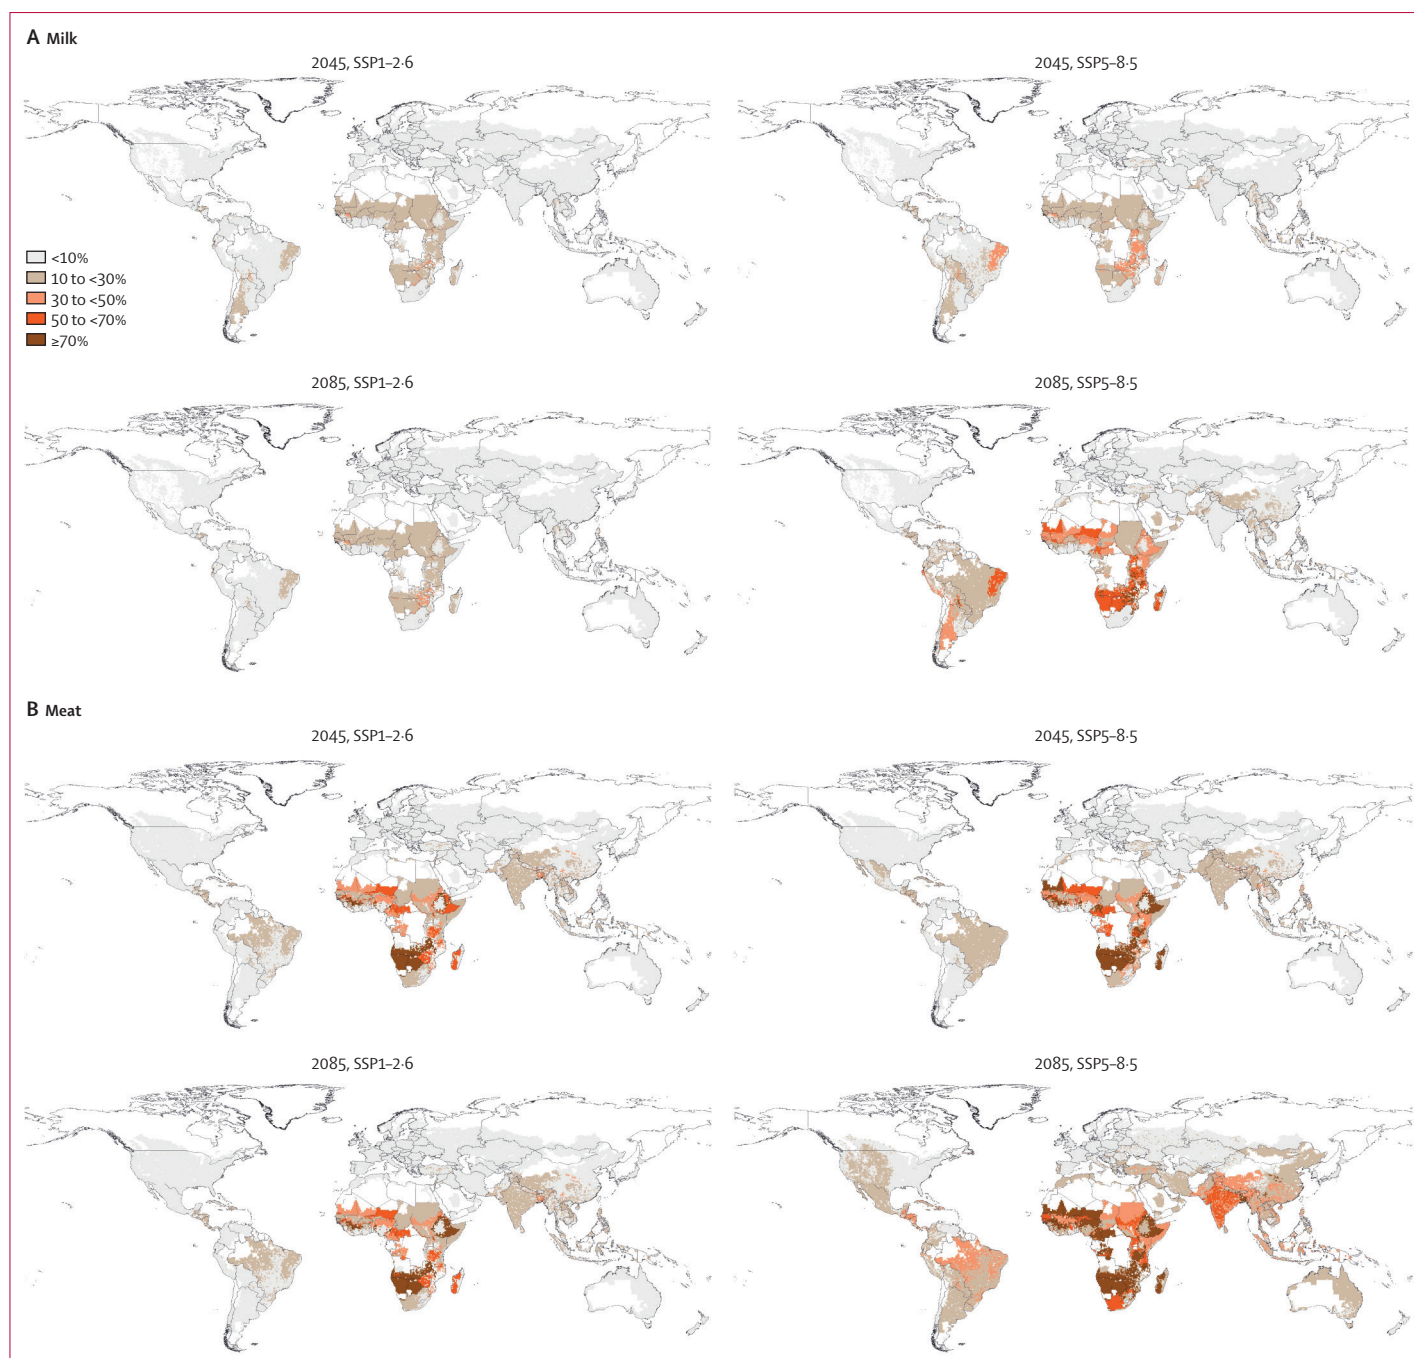 A Milk
2045, SSP1–2·6
2045, SSP5–8·5
<10%
10 to <30%
30 to <50%
50 to <70%
≥70%
2085, SSP1–2·6
2085, SSP5–8·5
B Meat
2045, SSP1–2·6
2045, SSP5–8·5
2085, SSP1–2·6
2085, SSP5–8·5